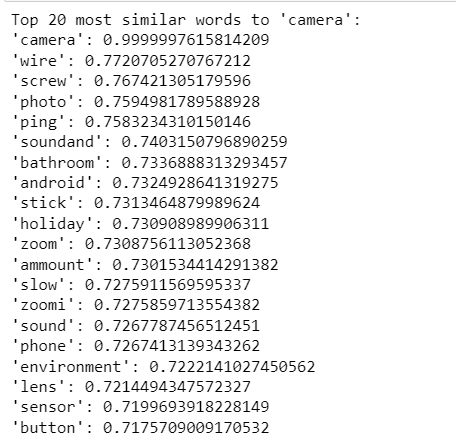 Top 20 most similar words to 'camera':
'camera': 0.9999997615814209
'wire': 0.7720705270767212
'screw': 0.767421305179596
'photo': 0.7594981789588928
'ping': 0.7583234310150146
'soundand': 0.7403150796890259
'bathroom': 0.7336888313293457
'android': 0.7324928641319275
'stick': 0.7313464879989624
'holiday': 0.730908989906311
'zoom': 0.7308756113052368
'ammount': 0.7301534414291382
'slow': 0.7275911569595337
'zoomi': 0.7275859713554382
'sound': 0.7267787456512451
'phone': 0.7267413139343262
'environment': 0.7222141027450562
'lens': 0.7214494347572327
'sensor': 0.7199693918228149
'button': 0.7175709009170532